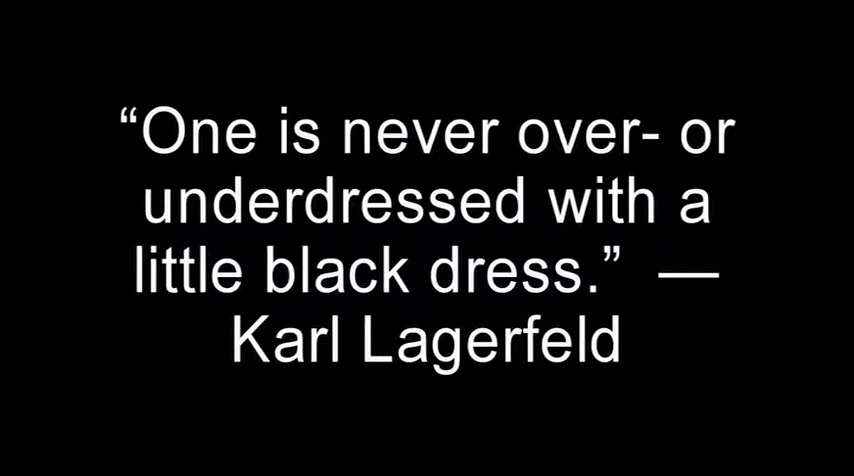 “One is never over- or
underdressed with a
little black dress.”  —
Karl Lagerfeld